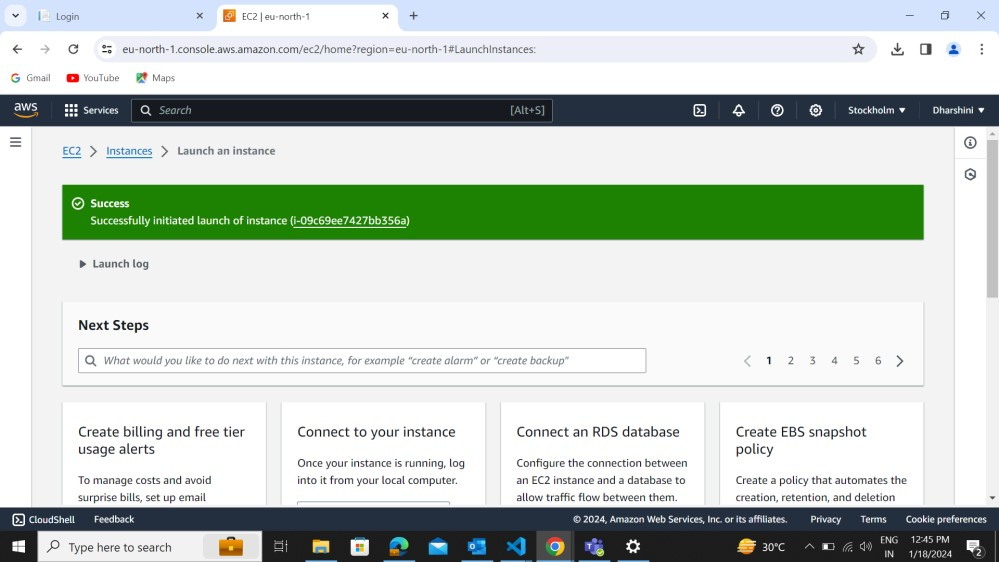 Login
EC2 | eu-north-1
eu-north-1.console.aws.amazon.com/ec2/home?region=eu-north-1#LaunchInstances:
Gmail
YouTube
Maps
aws
Services
Search
[Alt+S]
Stockholm
Dharshini
EC2
Instances
Launch an instance
Success
Successfully initiated launch of instance (i-09c69ee7427bb356a)
Launch log
Next Steps
What would you like to do next with this instance, for example “create alarm” or “create backup”
1 2 3 4 5 6
Create billing and free tier
usage alerts
To manage costs and avoid
surprise bills, set up email
Connect to your instance
Once your instance is running, log
into it from your local computer.
Connect an RDS database
Configure the connection between
an EC2 instance and a database to
allow traffic flow between them.
Create EBS snapshot
policy
Create a policy that automates the
creation, retention, and deletion
CloudShell
Feedback
© 2024, Amazon Web Services, Inc. or its affiliates.
Privacy
Terms
Cookie preferences
Type here to search
30°C
ENG
IN
12:45 PM
1/18/2024
2